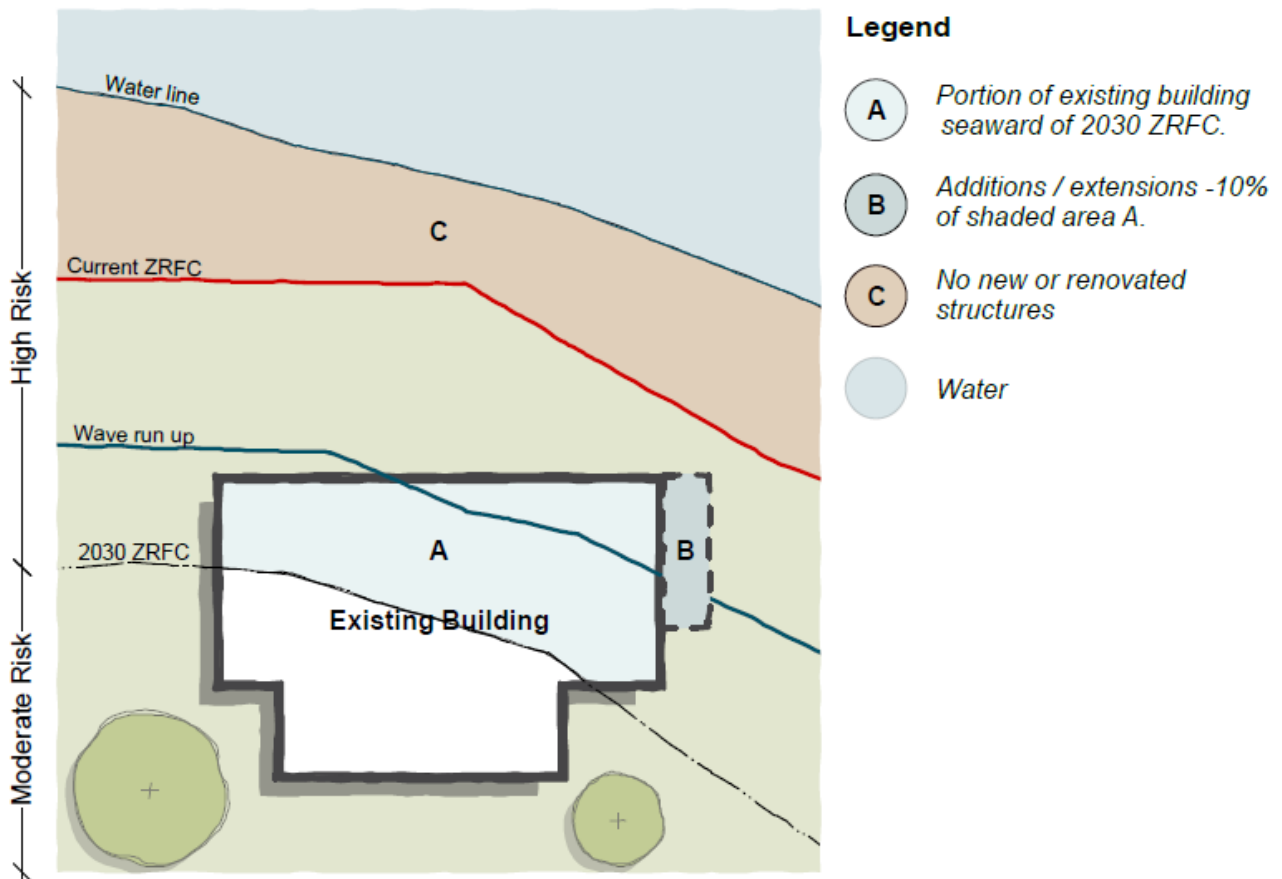 Water line
C
Current ZRFC
High Risk
Wave run up
A
B
2030 ZRFC
Existing Building
Moderate Risk
Legend
A
Portion of existing building
seaward of 2030 ZRFC.
B
Additions / extensions -10%
of shaded area A.
C
No new or renovated
structures
Water